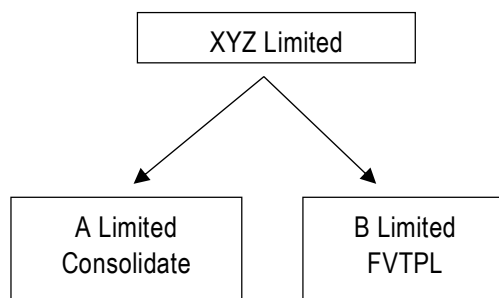 XYZ Limited
A Limited
Consolidate
B Limited
FVTPL